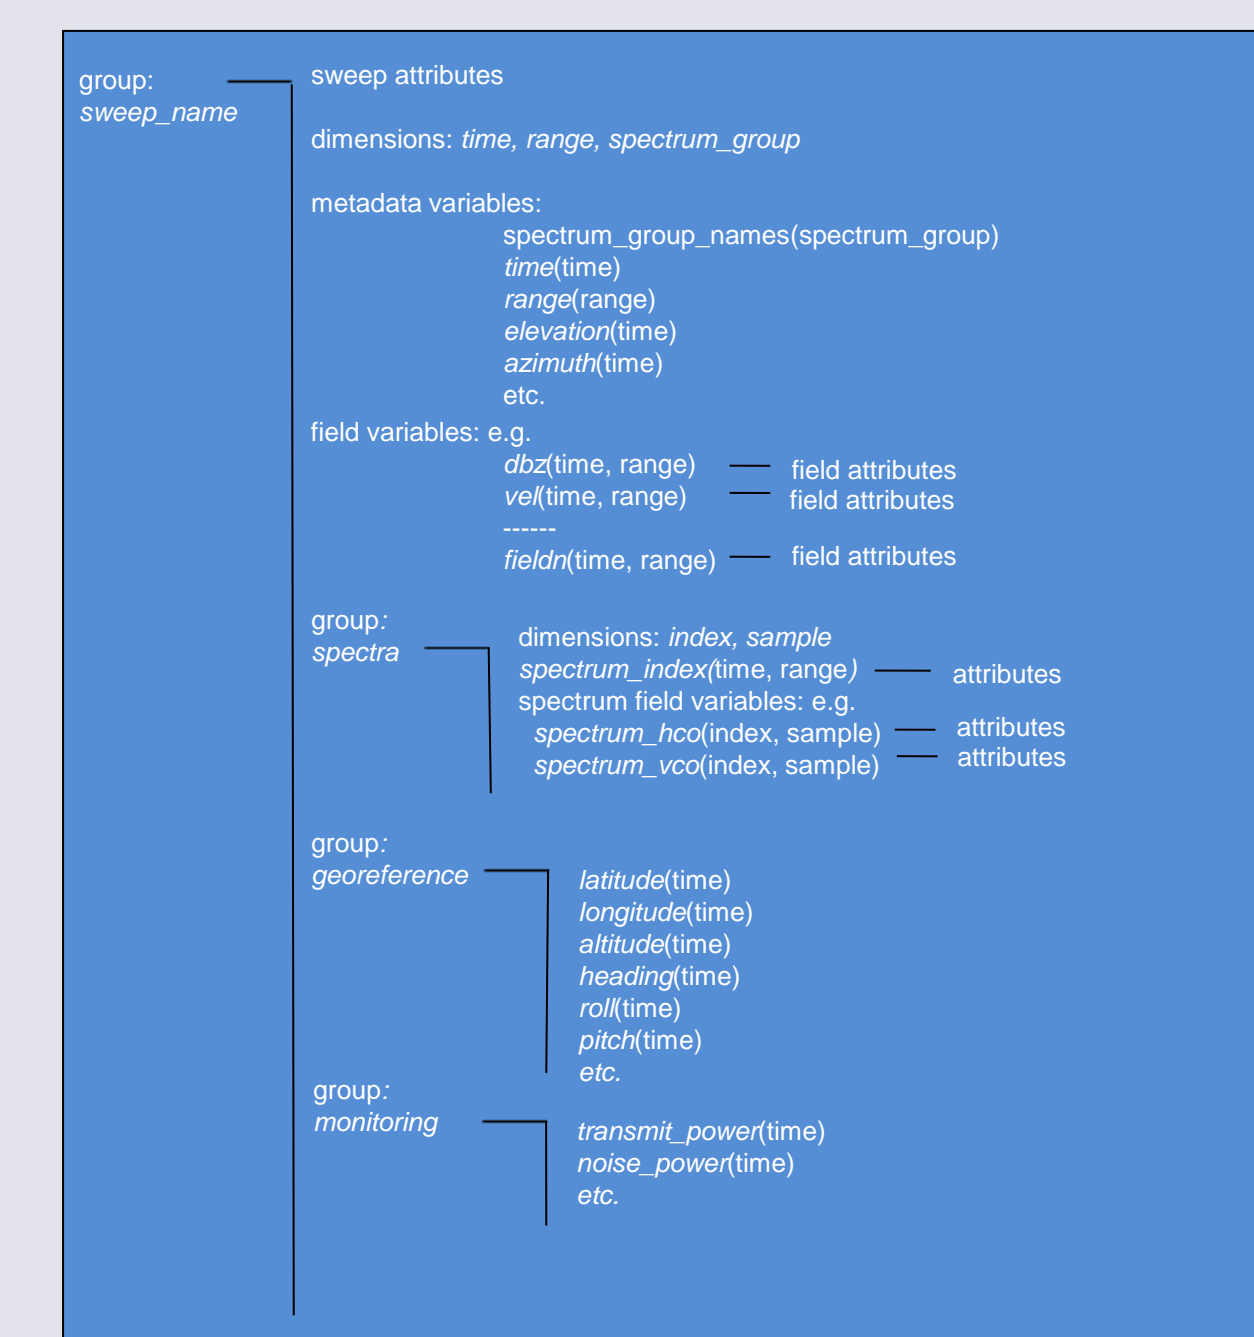 group:
sweep_name
sweep attributes
dimensions: time, range, spectrum_group
metadata variables:
spectrum_group_names(spectrum_group)
time(time)
range(range)
elevation(time)
azimuth(time)
etc.
field variables: e.g.
dbz(time, range) field attributes
vel(time, range) field attributes
------
fieldn(time, range) field attributes
group:
spectra
dimensions: index, sample
spectrum_index(time, range) attributes
spectrum field variables: e.g.
spectrum_hco(index, sample) attributes
spectrum_vco(index, sample) attributes
group:
georeference
latitude(time)
longitude(time)
altitude(time)
heading(time)
roll(time)
pitch(time)
etc.
group:
monitoring
transmit_power(time)
noise_power(time)
etc.